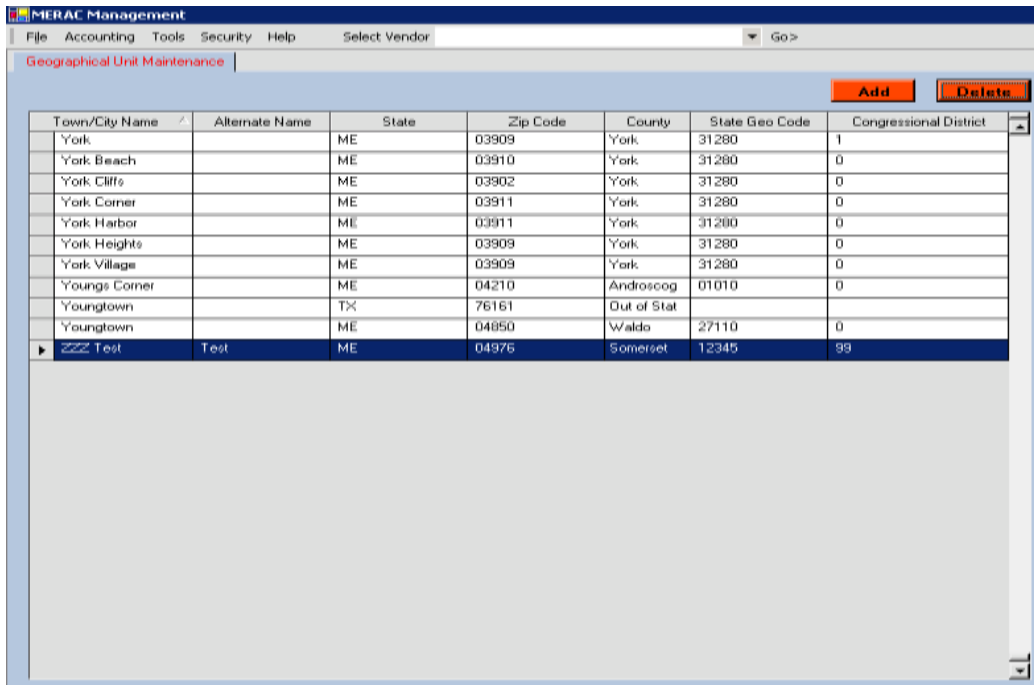 MERAC Management
File Accounting Tools Security Help Select Vendor Go>
Geographical Unit Maintenance
Add Delete
Town/City Name Alternate Name State Zip Code County State Geo Code Congressional District
York ME 03909 York 31280 1
York Beach ME 03910 York 31280 0
York Cliffs ME 03902 York 31280 0
York Corner ME 03911 York 31280 0
York Harbor ME 03911 York 31280 0
York Heights ME 03909 York 31280 0
York Village ME 03909 York 31280 0
Youngs Corner ME 04210 Androscog 01010 0
Youngtown TX 76161 Out of Stat
Youngtown ME 04850 Waldo 27110 0
ZZZ Test Test ME 04976 Somerset 12345 99